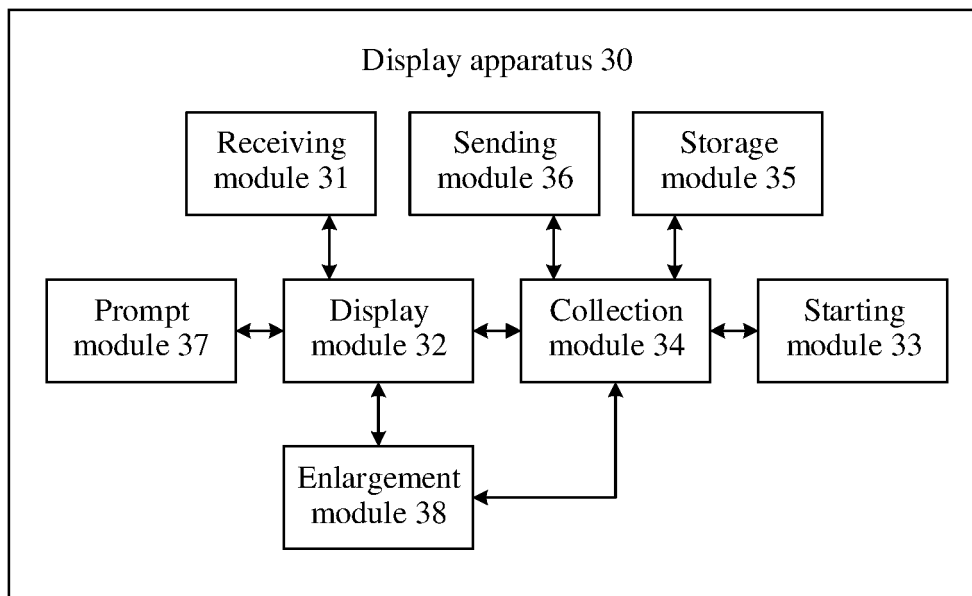 Display apparatus 30
Receiving
module 31
Sending
module 36
Storage
module 35
Prompt
module 37
Display
module 32
Collection
module 34
Starting
module 33
Enlargement
module 38